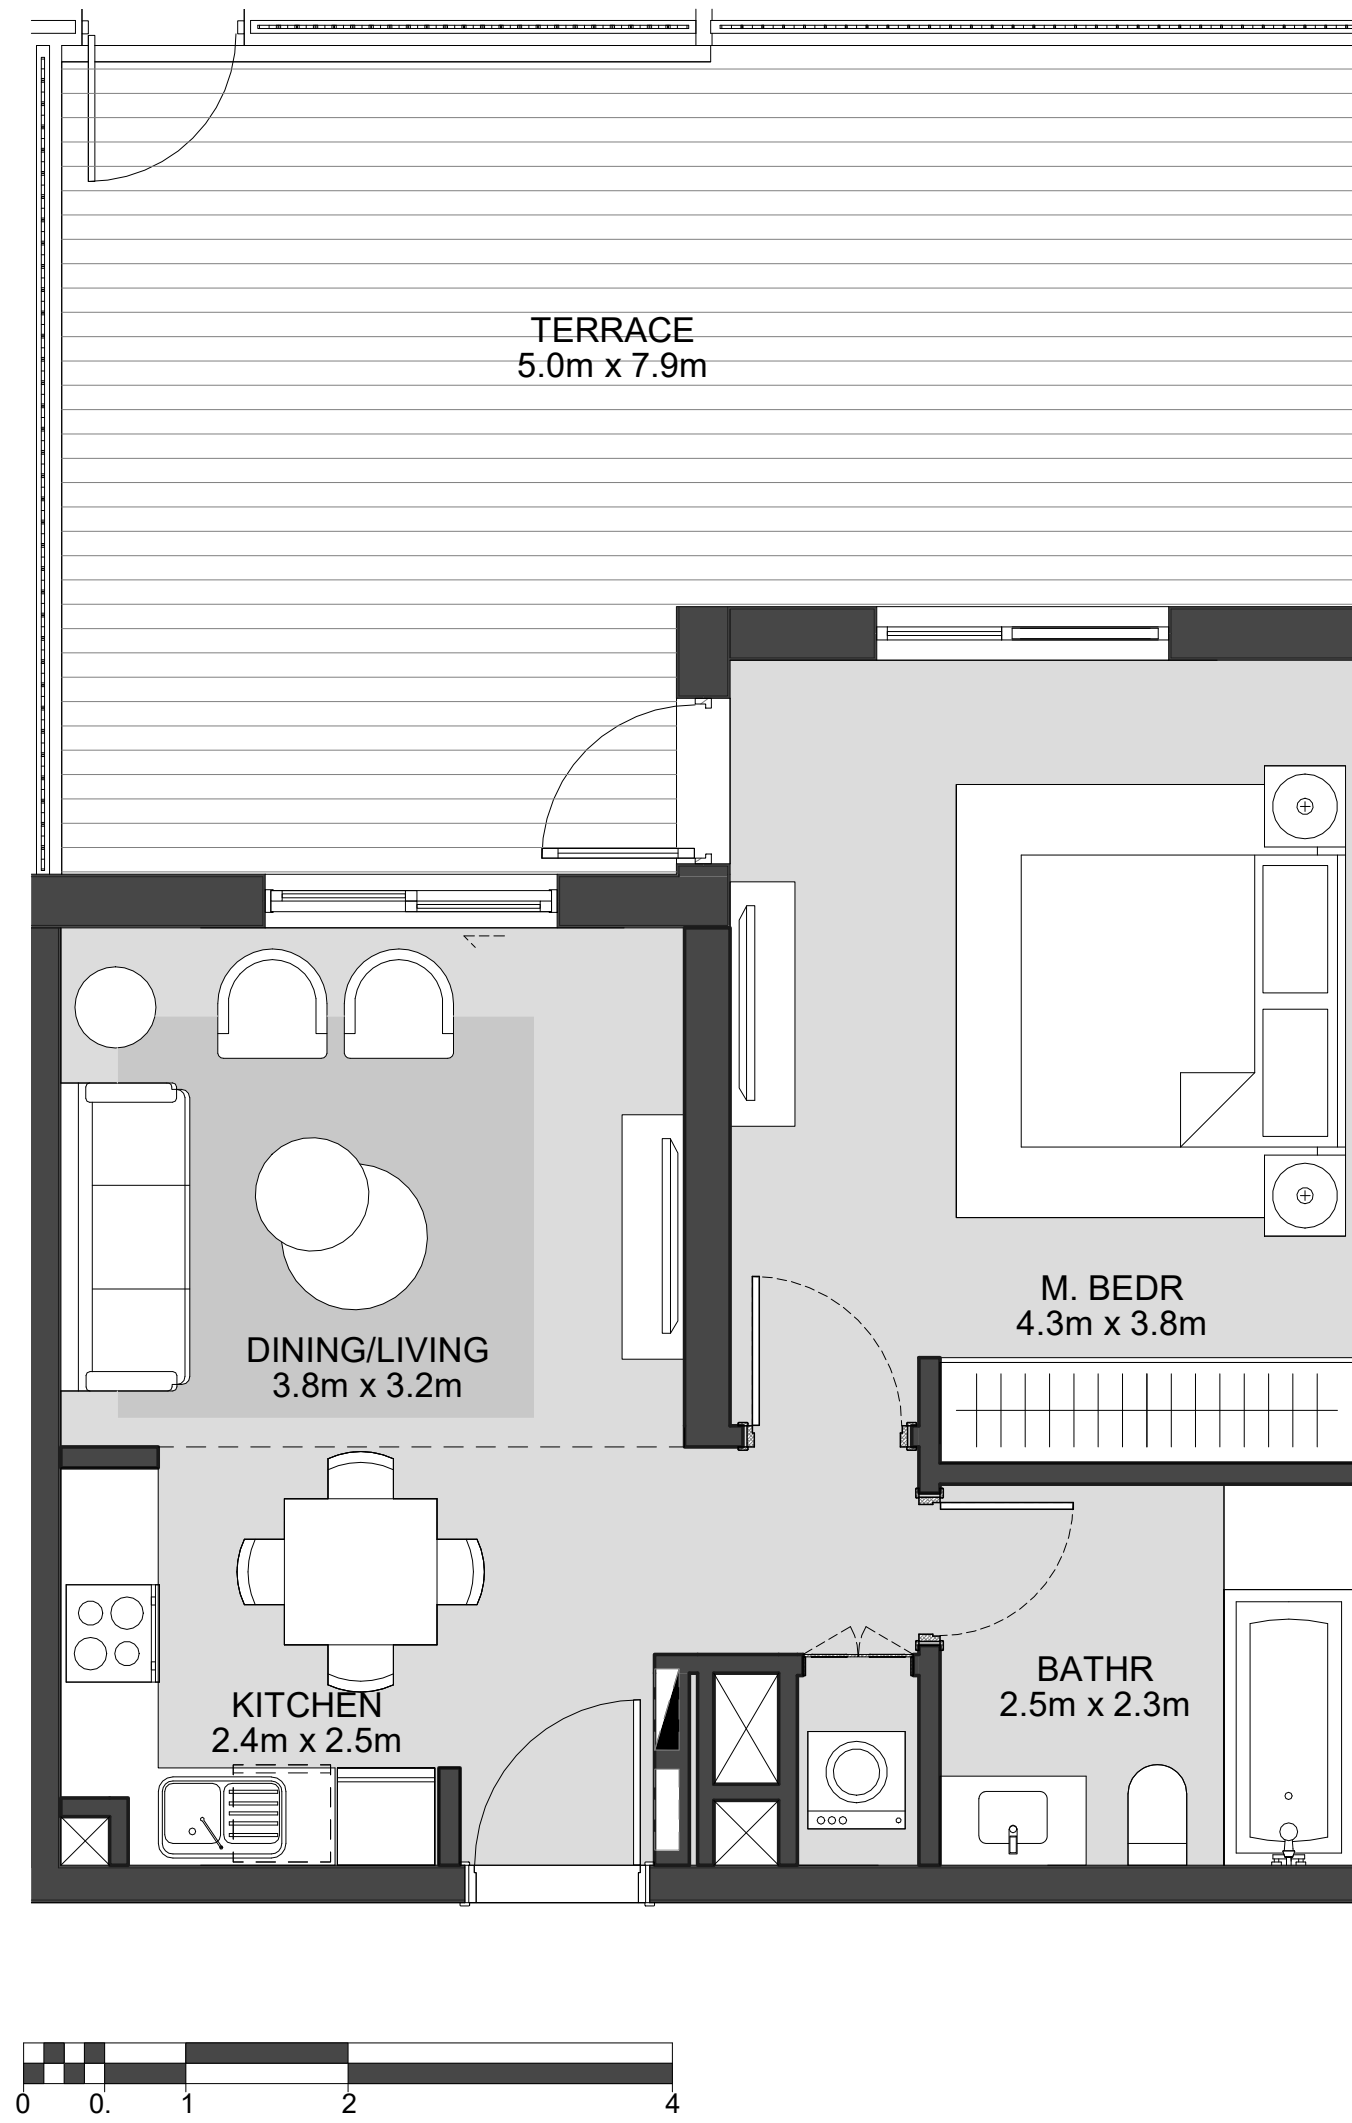 TERRACE
5.0m x 7.9m
M. BEDR
4.3m x 3.8m
DINING/LIVING
3.8m x 3.2m
BATHR
2.5m x 2.3m
KITCHEN
2.4m x 2.5m
0 0. 1 2 4